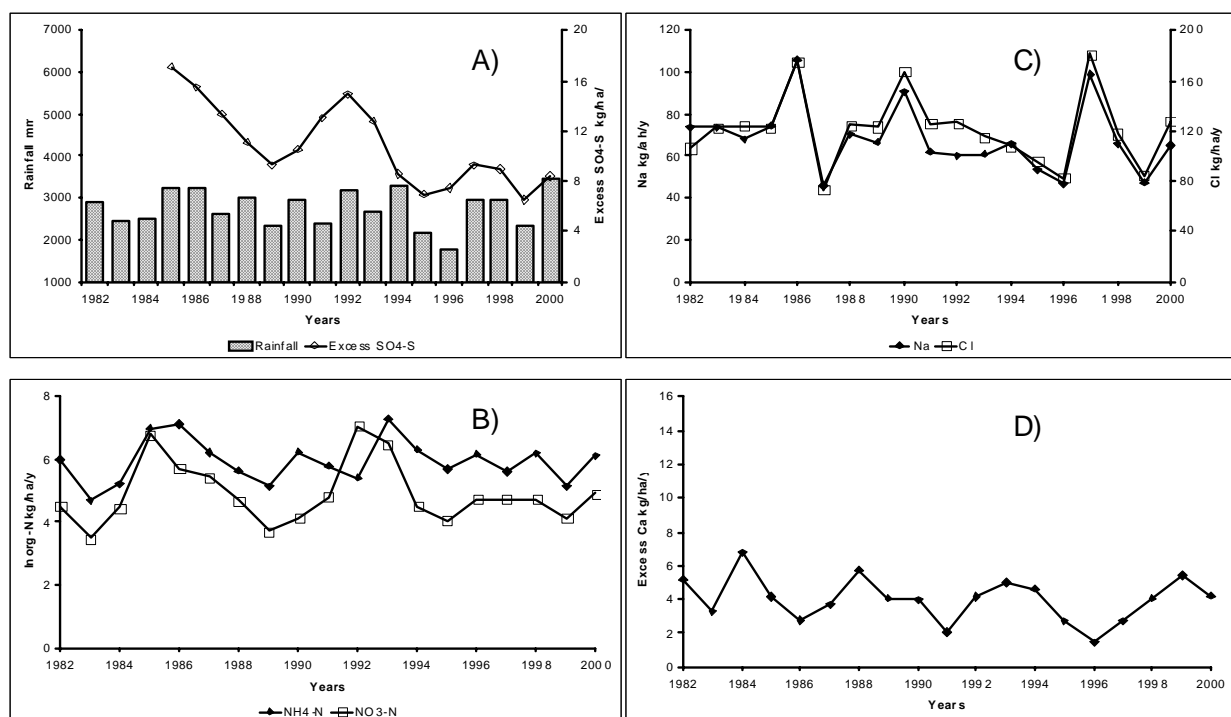 A)
7000
6000
5000
4000
3000
2000
1000
Rainfall mm
20
16
12
8
4
0
Excess SO4-S kg/ha/
1982 1984 1986 1988 1990 1992 1994 1996 1998 2000
Years
Rainfall Excess SO4-S
C)
120
100
80
60
40
20
0
Na kg/ah/y
200
160
120
80
40
0
Cl kg/ha/y
1982 1984 1986 1988 1990 1992 1994 1996 1998 2000
Years
Na Cl
B)
8
6
4
2
0
Inorg-N kg/ha/y
1982 1984 1986 1988 1990 1992 1994 1996 1998 2000
Years
NH4-N NO3-N
D)
16
14
12
10
8
6
4
2
0
Excess Ca kg/ha/y
1982 1984 1986 1988 1990 1992 1994 1996 1998 2000
Years